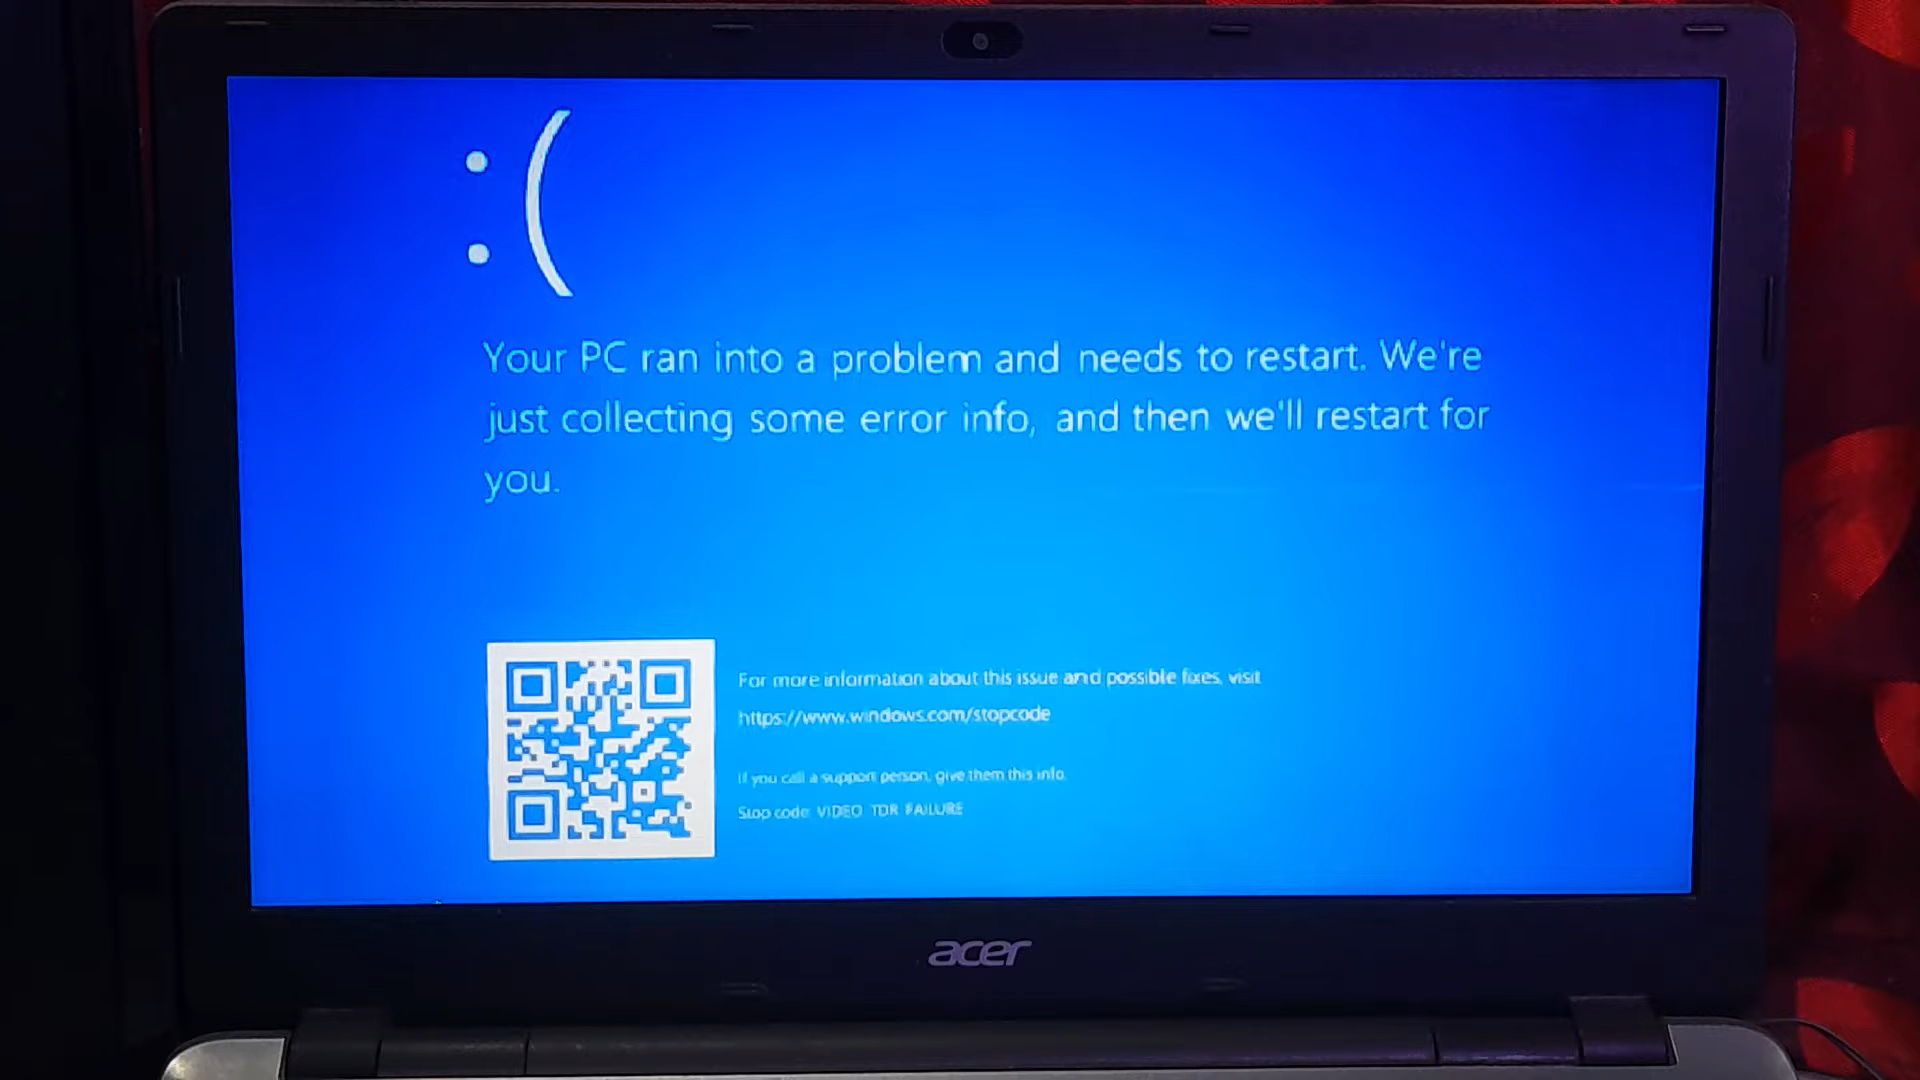 :(
Your PC ran into a problem and needs to restart. We're
just collecting some error info, and then we'll restart for
you.
For more information about this issue and possible fixes, visit
https://www.windows.com/stopcode
If you call a support person, give them this info.
Stop code: VIDEO TDR FAILURE
acer